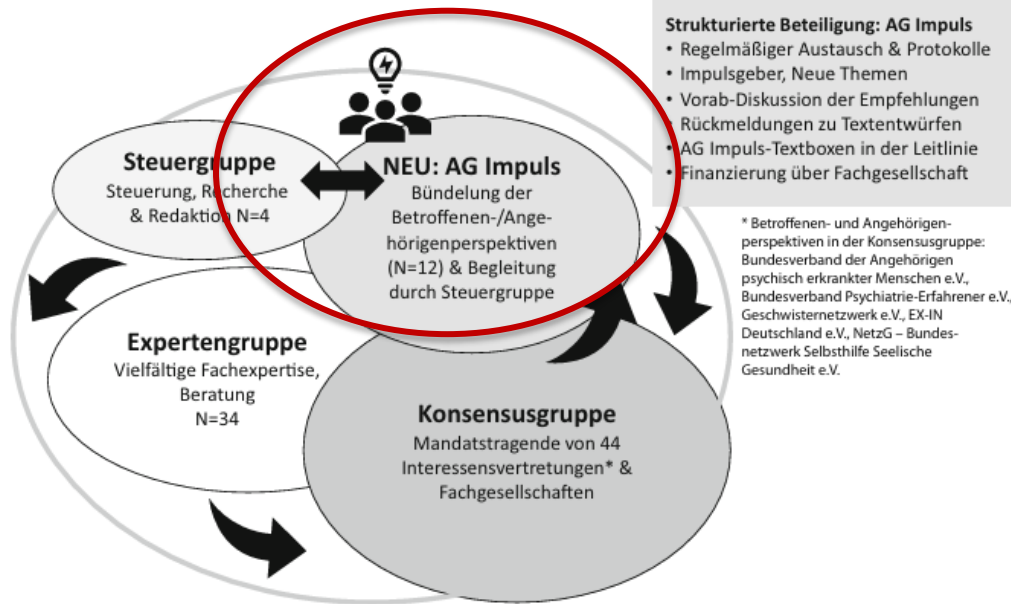 Strukturierte Beteiligung: AG Impuls
• Regelmäßiger Austausch & Protokolle
• Impulsgeber, Neue Themen
• Vorab-Diskussion der Empfehlungen
Rückmeldungen zu Textentwürfen
• AG Impuls-Textboxen in der Leitlinie
• Finanzierung über Fachgesellschaft
Steuergruppe
Steuerung, Recherche
& Redaktion N=4
NEU: AG Impuls
Bündelung der
Betroffenen-/Ange-
hörigenperspektiven
(N=12) & Begleitung
durch Steuergruppe
* Betroffenen- und Angehörigen-
perspektiven in der Konsensusgruppe:
Bundesverband der Angehörigen
psychisch erkrankter Menschen e.V.,
Bundesverband Psychiatrie-Erfahrener e.V.,
Geschwisternetzwerk e.V., EX-IN
Deutschland e.V., NetzG – Bundes-
netzwerk Selbsthilfe Seelische
Gesundheit e.V.
Expertengruppe
Vielfältige Fachexpertise,
Beratung
N=34
Konsensusgruppe
Mandatstragende von 44
Interessensvertretungen* &
Fachgesellschaften